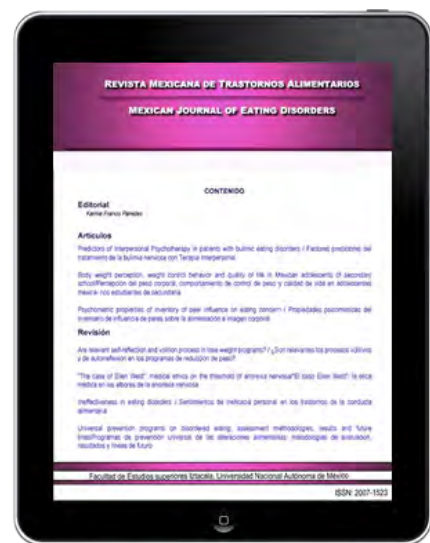 REVISTA MEXICANA DE TRASTORNOS ALIMENTARIOS
MEXICAN JOURNAL OF EATING DISORDERS
CONTENIDO
Editorial
Karina Franco Paredes
Artículos
Predictors of Interpersonal Psychotherapy in patients with bulimic eating disorders / Factores predictores del
tratamiento de la bulimia nerviosa con Terapia Interpersonal
Body weight perception, weight control behavior and quality of life in Mexican adolescents of secondary
school/Percepción del peso corporal, comportamiento de control de peso y calidad de vida en adolescentes
mexicanos estudiantes de secundaria
Psychometric properties of inventory of peer influence on eating concern / Propiedades psicométricas del
inventario de influencia de pares sobre la alimentación e imagen corporal
Revisión
Are relevant self-reflection and volition process in lose weight programs? / ¿Son relevantes los procesos volitivos
y de autorreflexión en los programas de reducción de peso?
"The case of Ellen West": medical ethics on the threshold of anorexia nervosa/"El caso Ellen West": la ética
médica en los albores de la anorexia nerviosa
Ineffectiveness in eating disorders / Sentimientos de ineficacia personal en los trastornos de la conducta
alimentaria
Universal prevention programs on disordered eating, assessment methodologies, results and future
lines/Programas de prevención universal de las alteraciones alimentarias: metodologías de evaluación,
resultados y líneas de futuro
Facultad de Estudios superiores Iztacala, Universidad Nacional Autónoma de México
ISSN: 2007-1523